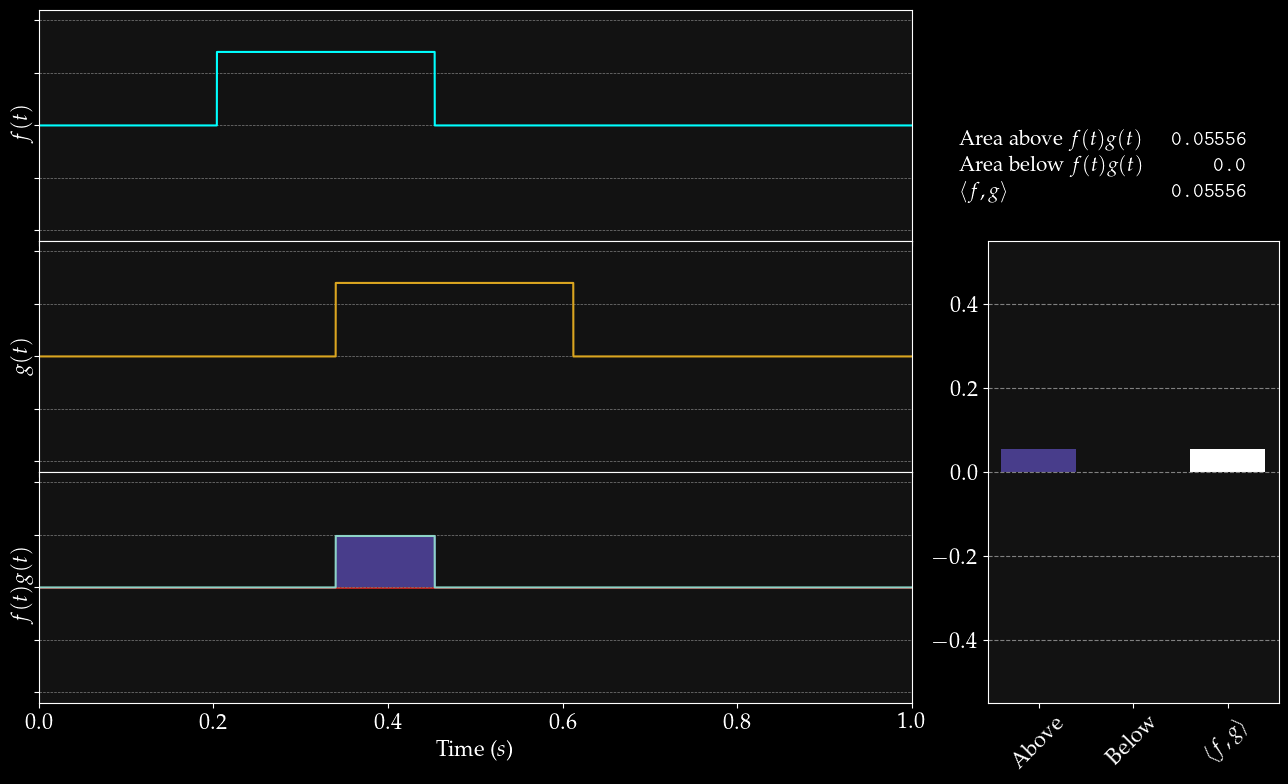 f(t)
g(t)
f(t)g(t)
0.0 0.2 0.4 0.6 0.8 1.0
Time (s)
Area above f(t)g(t) 0.05556
Area below f(t)g(t) 0.0
⟨f,g⟩ 0.05556
0.4
0.2
0.0
−0.2
−0.4
Above Below ⟨f,g⟩